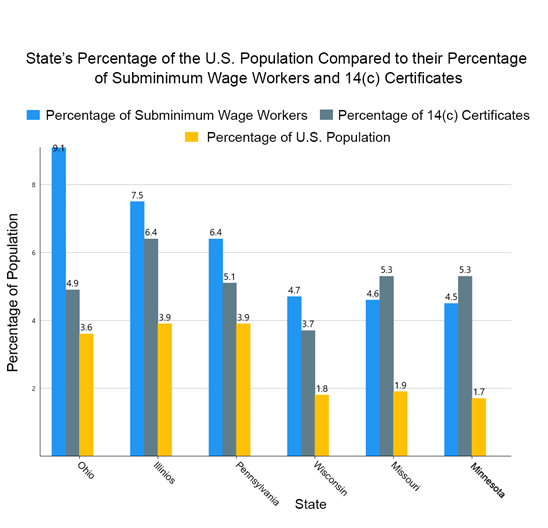 State's Percentage of the U.S. Population Compared to their Percentage
of Subminimum Wage Workers and 14(c) Certificates
Percentage of Subminimum Wage Workers Percentage of 14(c) Certificates
Percentage of U.S. Population
Percentage of Population
8
6
4
2
9.1 4.9 3.6
7.5 6.4 3.9
6.4 5.1 3.9
4.7 3.7 1.8
4.6 5.3 1.9
4.5 5.3 1.7
Ohio Illinios Pennsylvania Wisconsin Missouri Minnesota
State